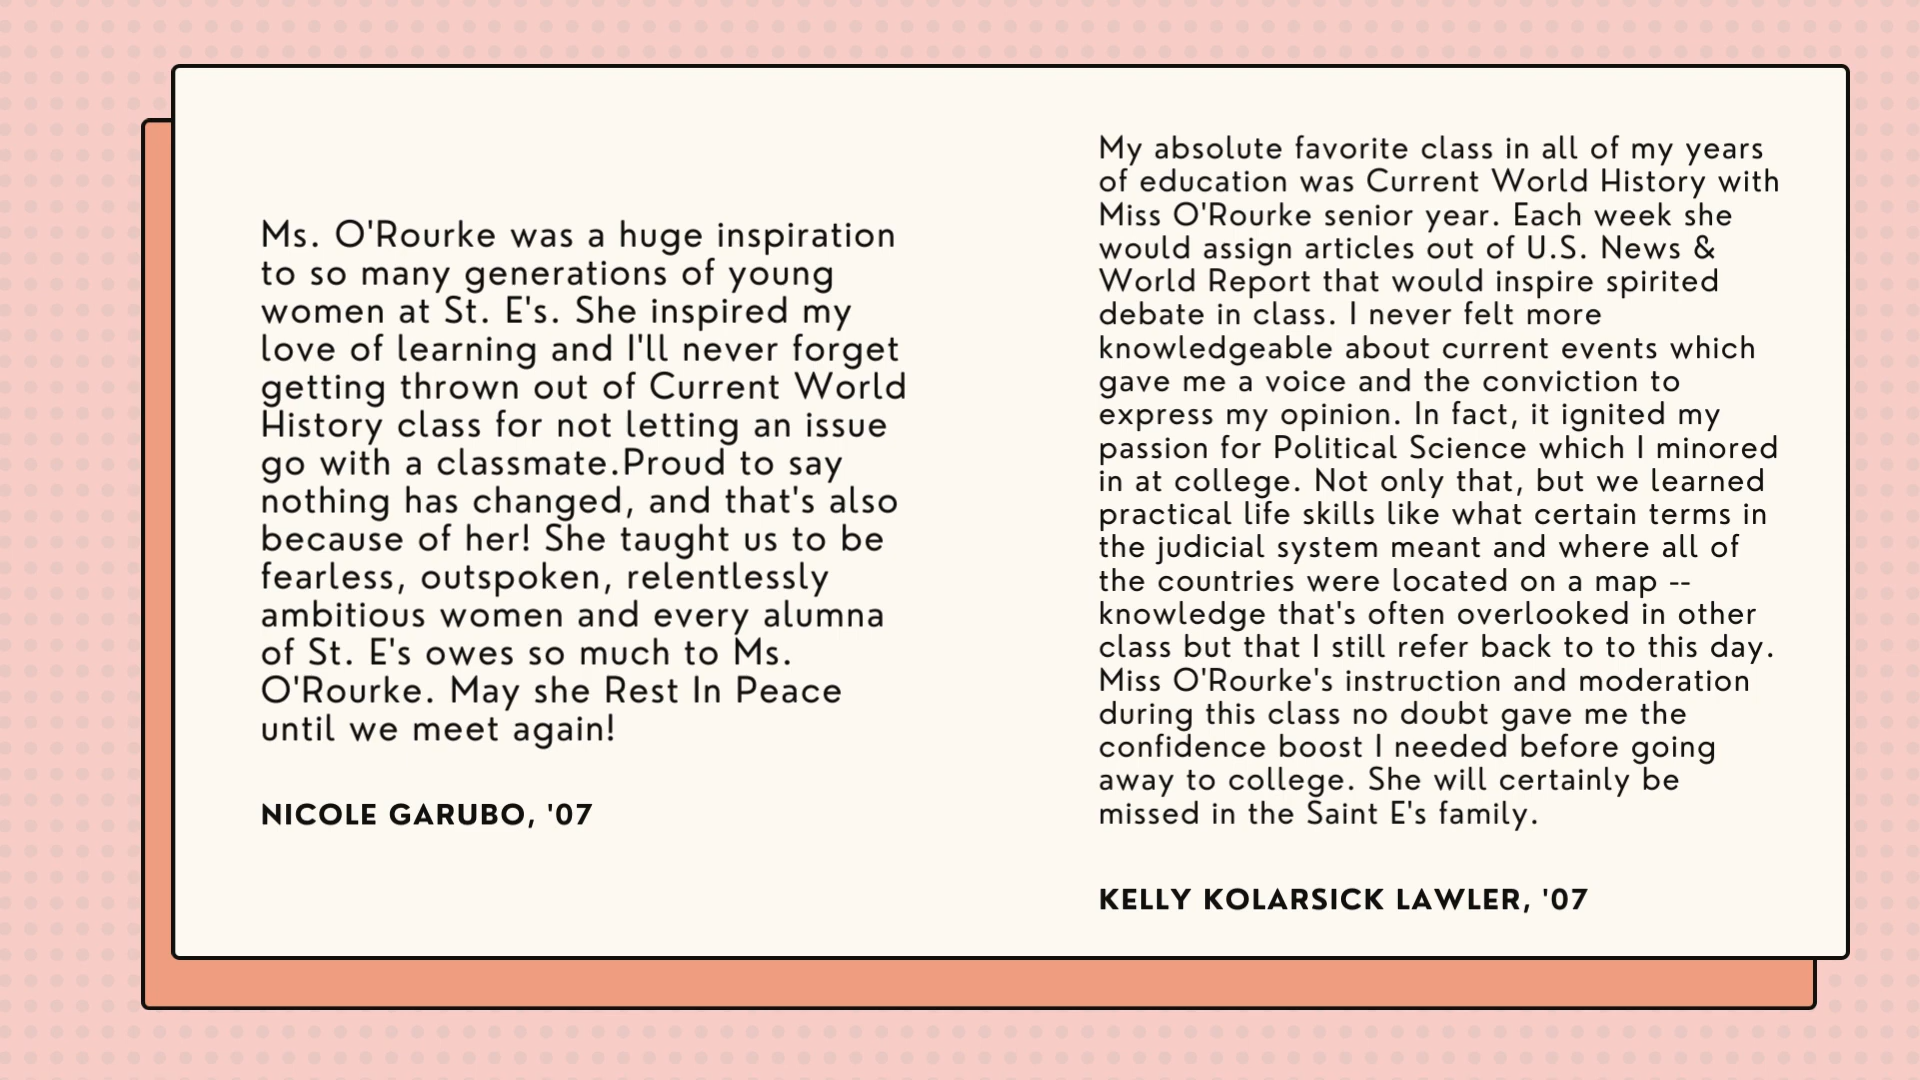 Ms. O'Rourke was a huge inspiration
to so many generations of young
women at St. E's. She inspired my
love of learning and I'll never forget
getting thrown out of Current World
History class for not letting an issue
go with a classmate.Proud to say
nothing has changed, and that's also
because of her! She taught us to be
fearless, outspoken, relentlessly
ambitious women and every alumna
of St. E's owes so much to Ms.
O'Rourke. May she Rest In Peace
until we meet again!
NICOLE GARUBO, '07
My absolute favorite class in all of my years
of education was Current World History with
Miss O'Rourke senior year. Each week she
would assign articles out of U.S. News &
World Report that would inspire spirited
debate in class. I never felt more
knowledgeable about current events which
gave me a voice and the conviction to
express my opinion. In fact, it ignited my
passion for Political Science which I minored
in at college. Not only that, but we learned
practical life skills like what certain terms in
the judicial system meant and where all of
the countries were located on a map --
knowledge that's often overlooked in other
class but that I still refer back to to this day.
Miss O'Rourke's instruction and moderation
during this class no doubt gave me the
confidence boost I needed before going
away to college. She will certainly be
missed in the Saint E's family.
KELLY KOLARSICK LAWLER, '07